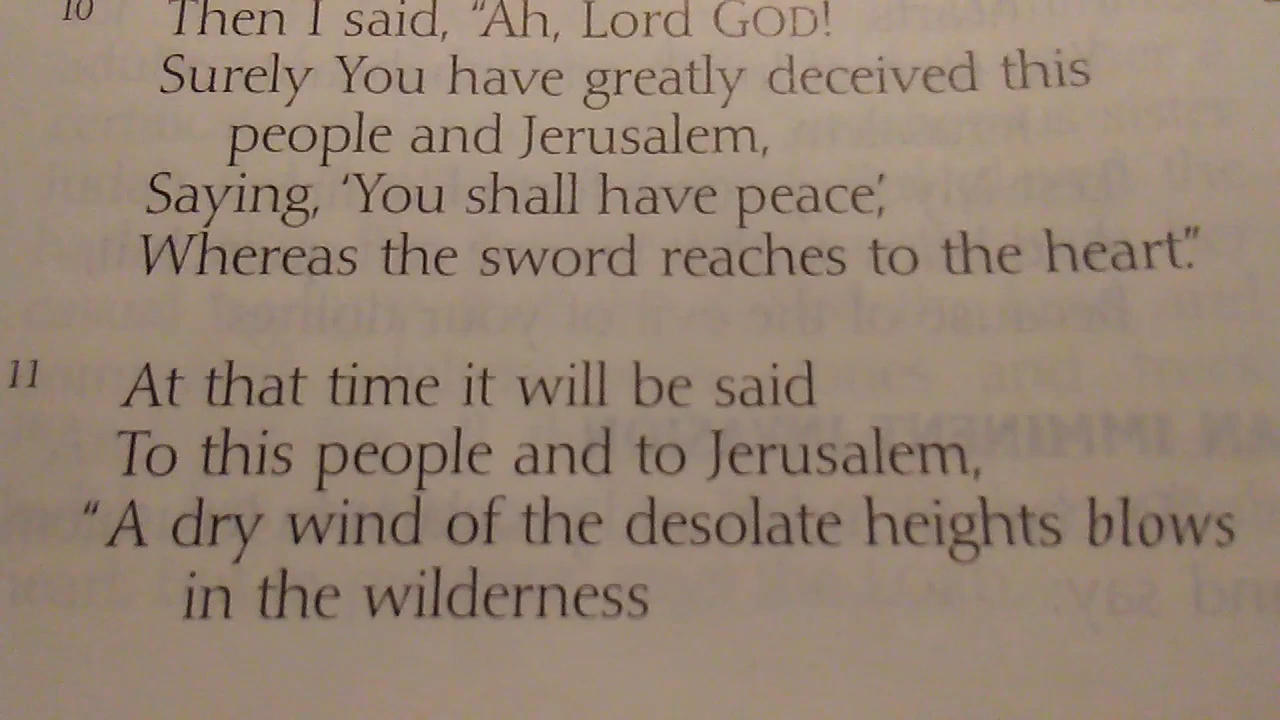 10 Then I said, “Ah, Lord GOD!
Surely You have greatly deceived this
people and Jerusalem,
Saying, ‘You shall have peace,’
Whereas the sword reaches to the heart.”
11 At that time it will be said
To this people and to Jerusalem,
“A dry wind of the desolate heights blows
in the wilderness